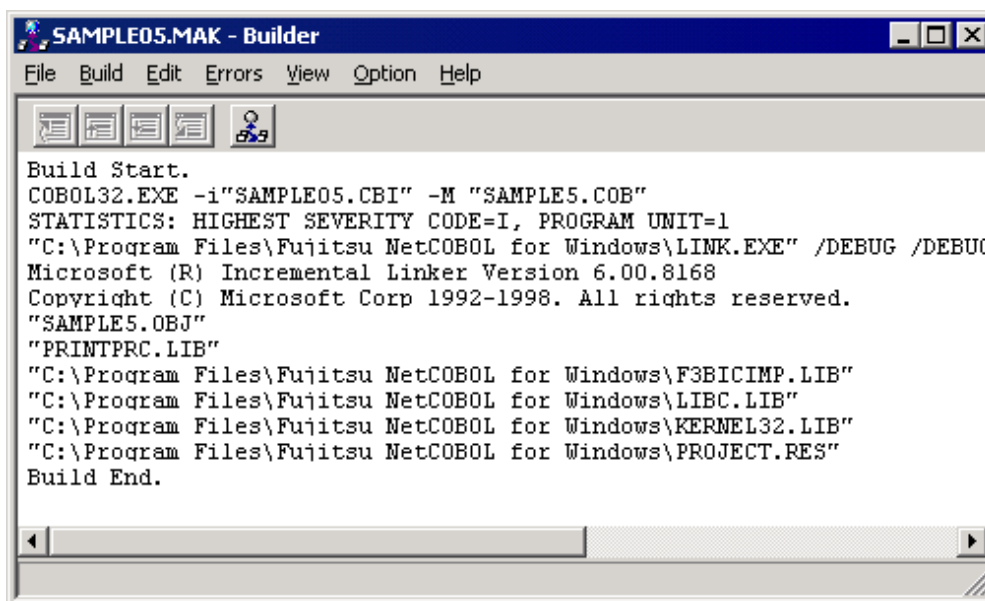 SAMPLE05.MAK - Builder
File Build Edit Errors View Option Help
Build Start.
COBOL32.EXE -i"SAMPLE05.CBI" -M "SAMPLE5.COB"
STATISTICS: HIGHEST SEVERITY CODE=I, PROGRAM UNIT=1
"C:\Program Files\Fujitsu NetCOBOL for Windows\LINK.EXE" /DEBUG /DEBUG
Microsoft (R) Incremental Linker Version 6.00.8168
Copyright (C) Microsoft Corp 1992-1998. All rights reserved.
"SAMPLE5.OBJ"
"PRINTPRC.LIB"
"C:\Program Files\Fujitsu NetCOBOL for Windows\F3BICIMP.LIB"
"C:\Program Files\Fujitsu NetCOBOL for Windows\LIBC.LIB"
"C:\Program Files\Fujitsu NetCOBOL for Windows\KERNEL32.LIB"
"C:\Program Files\Fujitsu NetCOBOL for Windows\PROJECT.RES"
Build End.